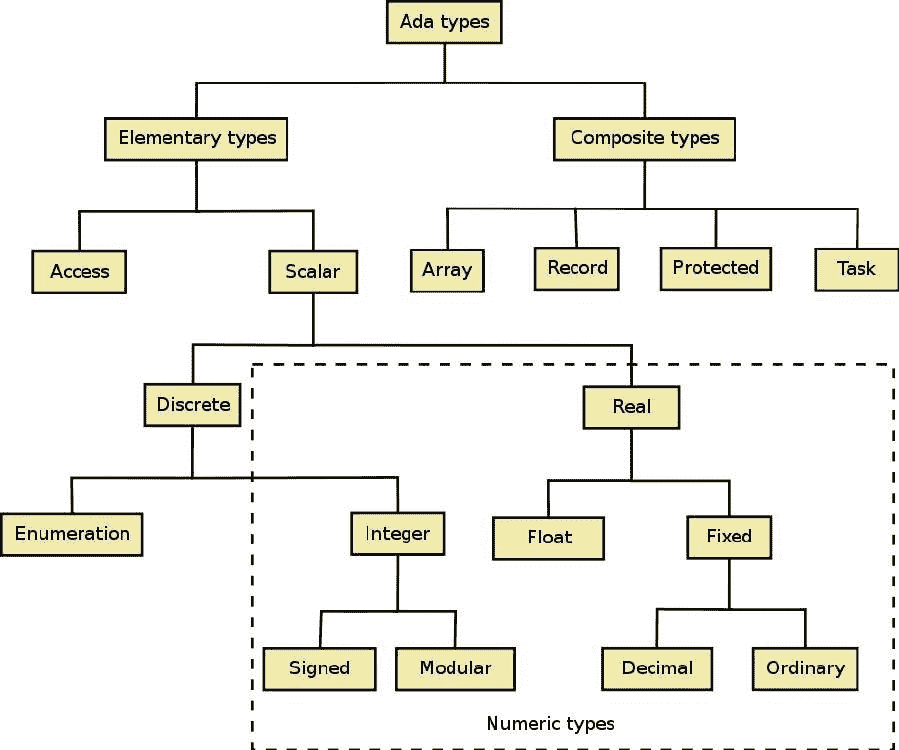 Ada types
Elementary types
Composite types
Access
Scalar
Array
Record
Protected
Task
Discrete
Real
Enumeration
Integer
Float
Fixed
Signed
Modular
Decimal
Ordinary
Numeric types